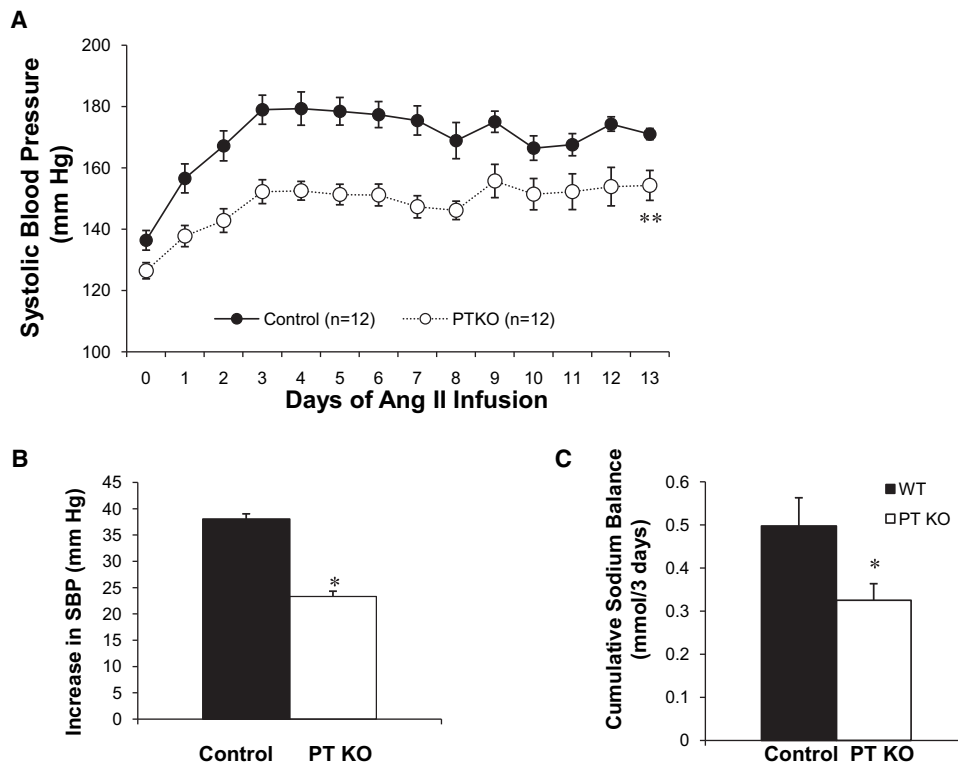 A
Systolic Blood Pressure
(mm Hg)
200
180
160
140
120
100
Control (n=12)
PTKO (n=12)
**
0 1 2 3 4 5 6 7 8 9 10 11 12 13
Days of Ang II Infusion
B
Increase in SBP (mm Hg)
45
40
35
30
25
20
15
10
5
0
*
Control PT KO
C
Cumulative Sodium Balance
(mmol/3 days)
0.6
0.5
0.4
0.3
0.2
0.1
0
WT
PT KO
*
Control PT KO